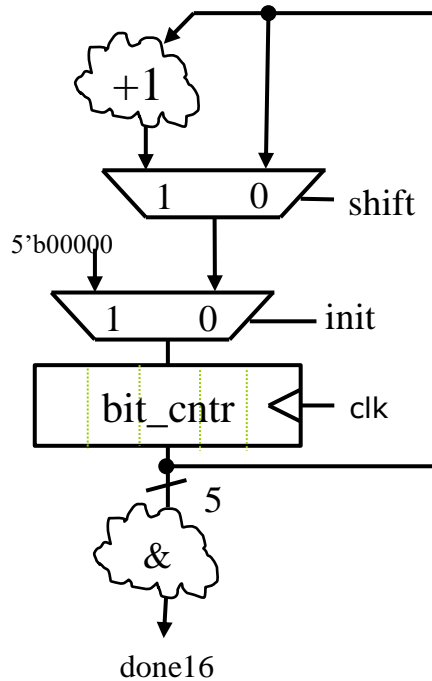 +1
1 0
shift
5'b00000
1 0
init
bit_cntr
clk
5
&
done16